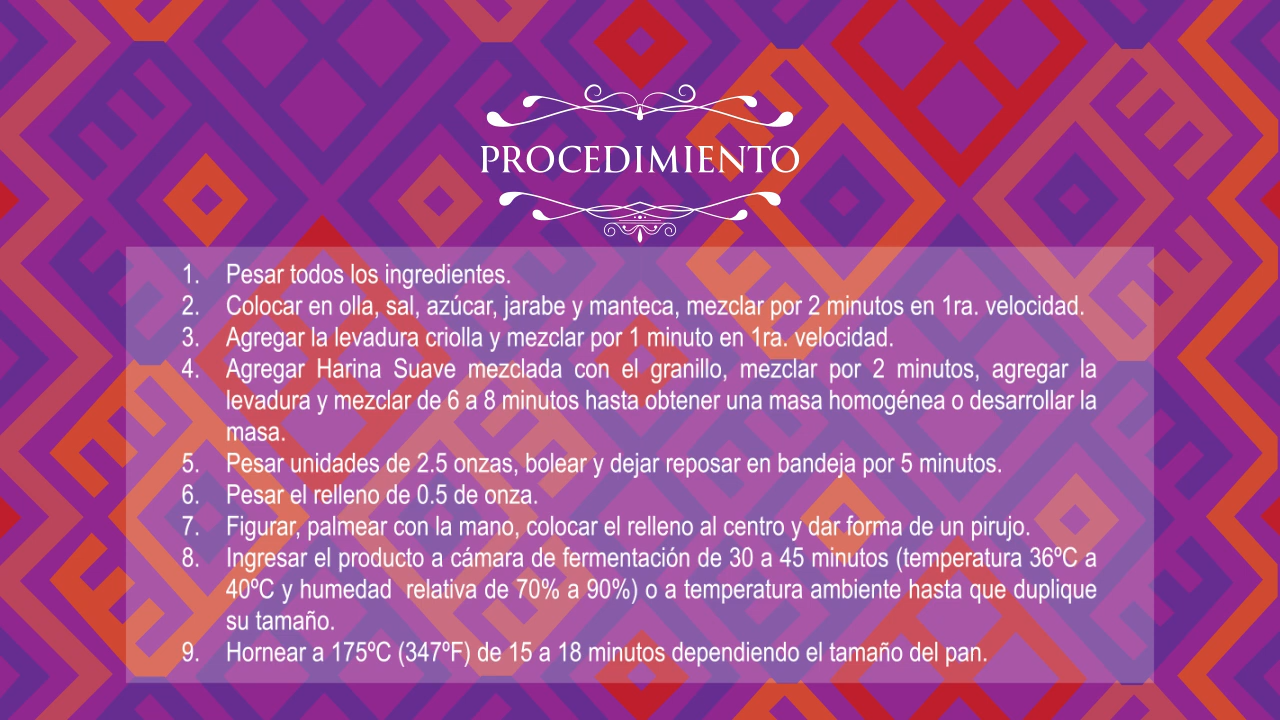 PROCEDIMIENTO
1. Pesar todos los ingredientes.
2. Colocar en olla, sal, azúcar, jarabe y manteca, mezclar por 2 minutos en 1ra. velocidad.
3. Agregar la levadura criolla y mezclar por 1 minuto en 1ra. velocidad.
4. Agregar Harina Suave mezclada con el granillo, mezclar por 2 minutos, agregar la
levadura y mezclar de 6 a 8 minutos hasta obtener una masa homogénea o desarrollar la
masa.
5. Pesar unidades de 2.5 onzas, bolear y dejar reposar en bandeja por 5 minutos.
6. Pesar el relleno de 0.5 de onza.
7. Figurar, palmear con la mano, colocar el relleno al centro y dar forma de un pirujo.
8. Ingresar el producto a cámara de fermentación de 30 a 45 minutos (temperatura 36ºC a
40ºC y humedad relativa de 70% a 90%) o a temperatura ambiente hasta que duplique
su tamaño.
9. Hornear a 175ºC (347ºF) de 15 a 18 minutos dependiendo el tamaño del pan.